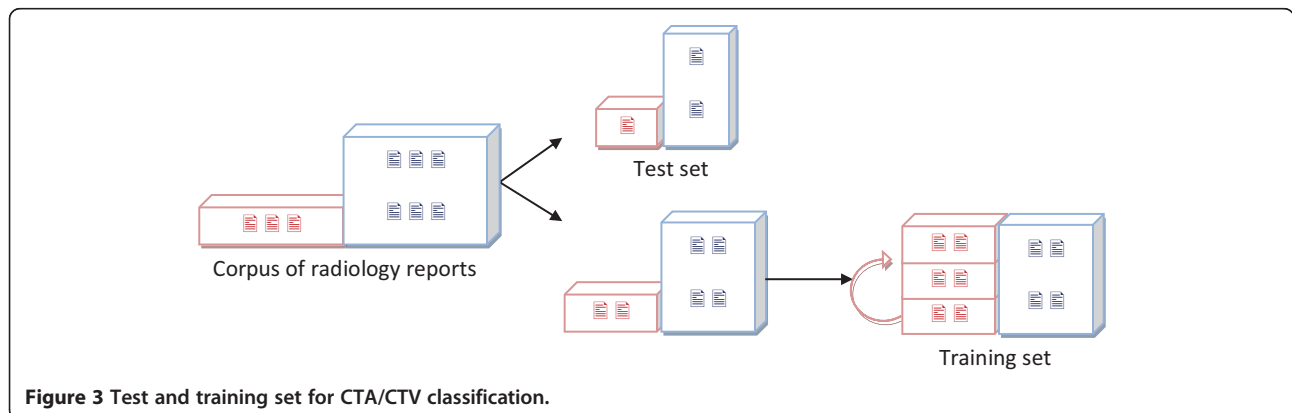 Test set
Corpus of radiology reports
Training set
Figure 3 Test and training set for CTA/CTV classification.